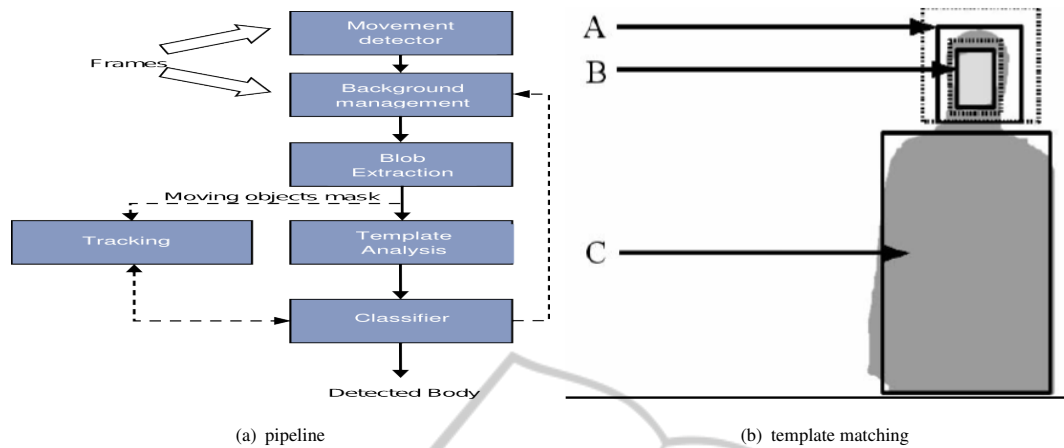 Movement
detector
Frames
Background
management
Blob
Extraction
Moving objects mask
Tracking
Template
Analysis
Classifier
Detected Body
(a) pipeline
A
B
C
(b) template matching